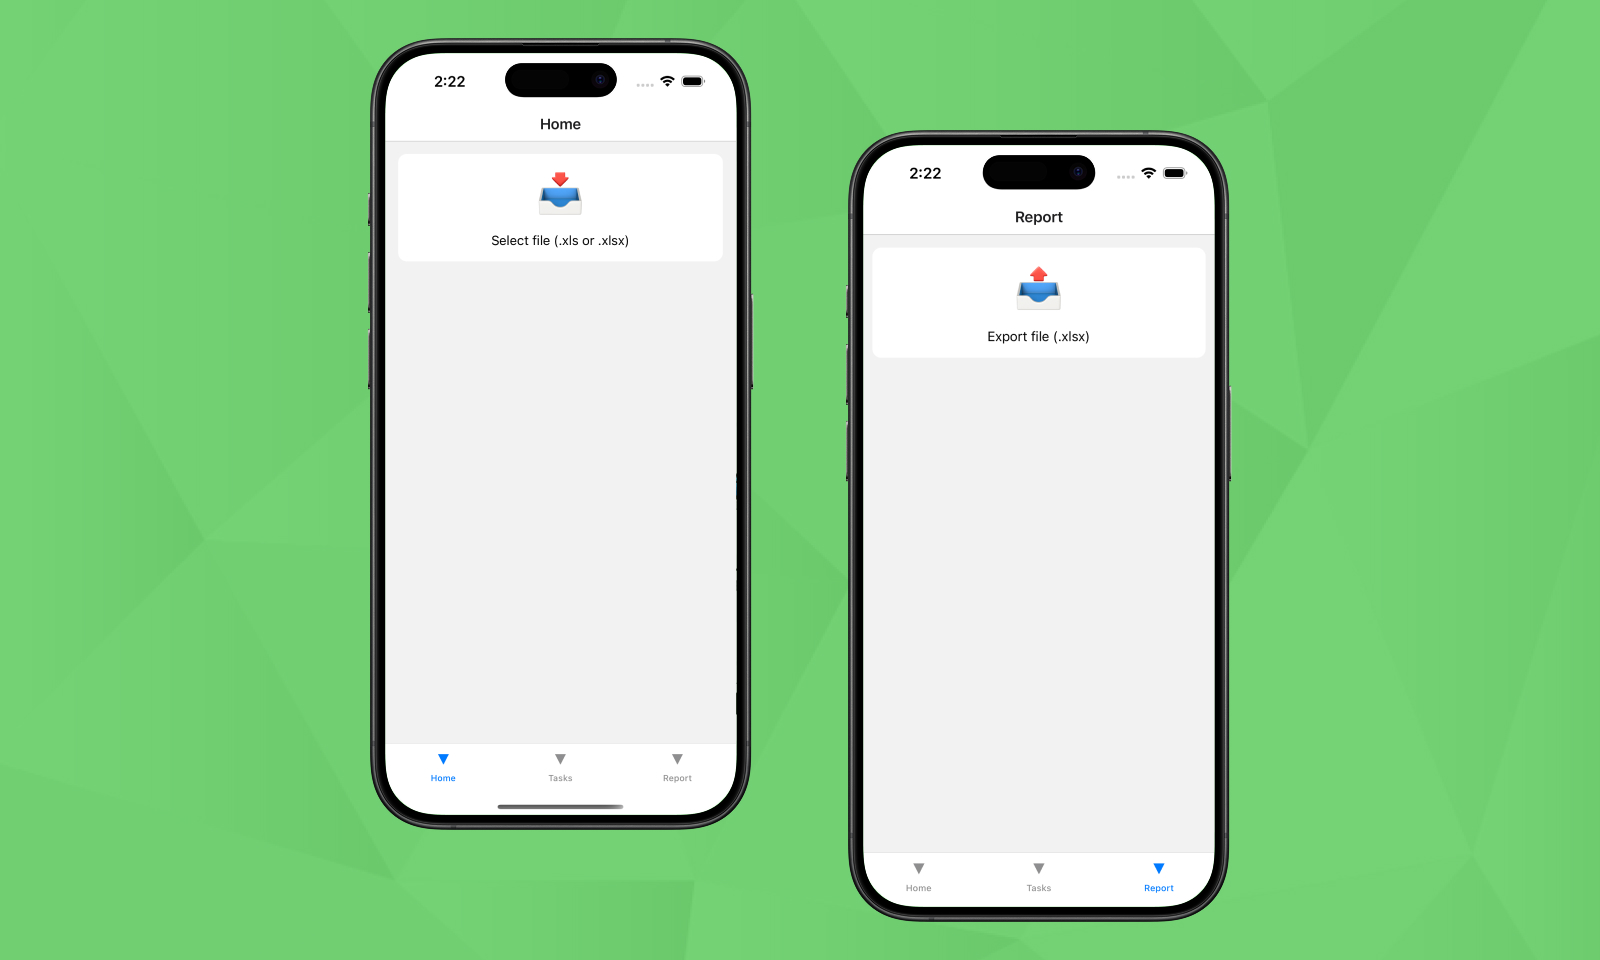 2:22
Home
Select file (.xls or .xlsx)
Home
Tasks
Report
2:22
Report
Export file (.xlsx)
Home
Tasks
Report